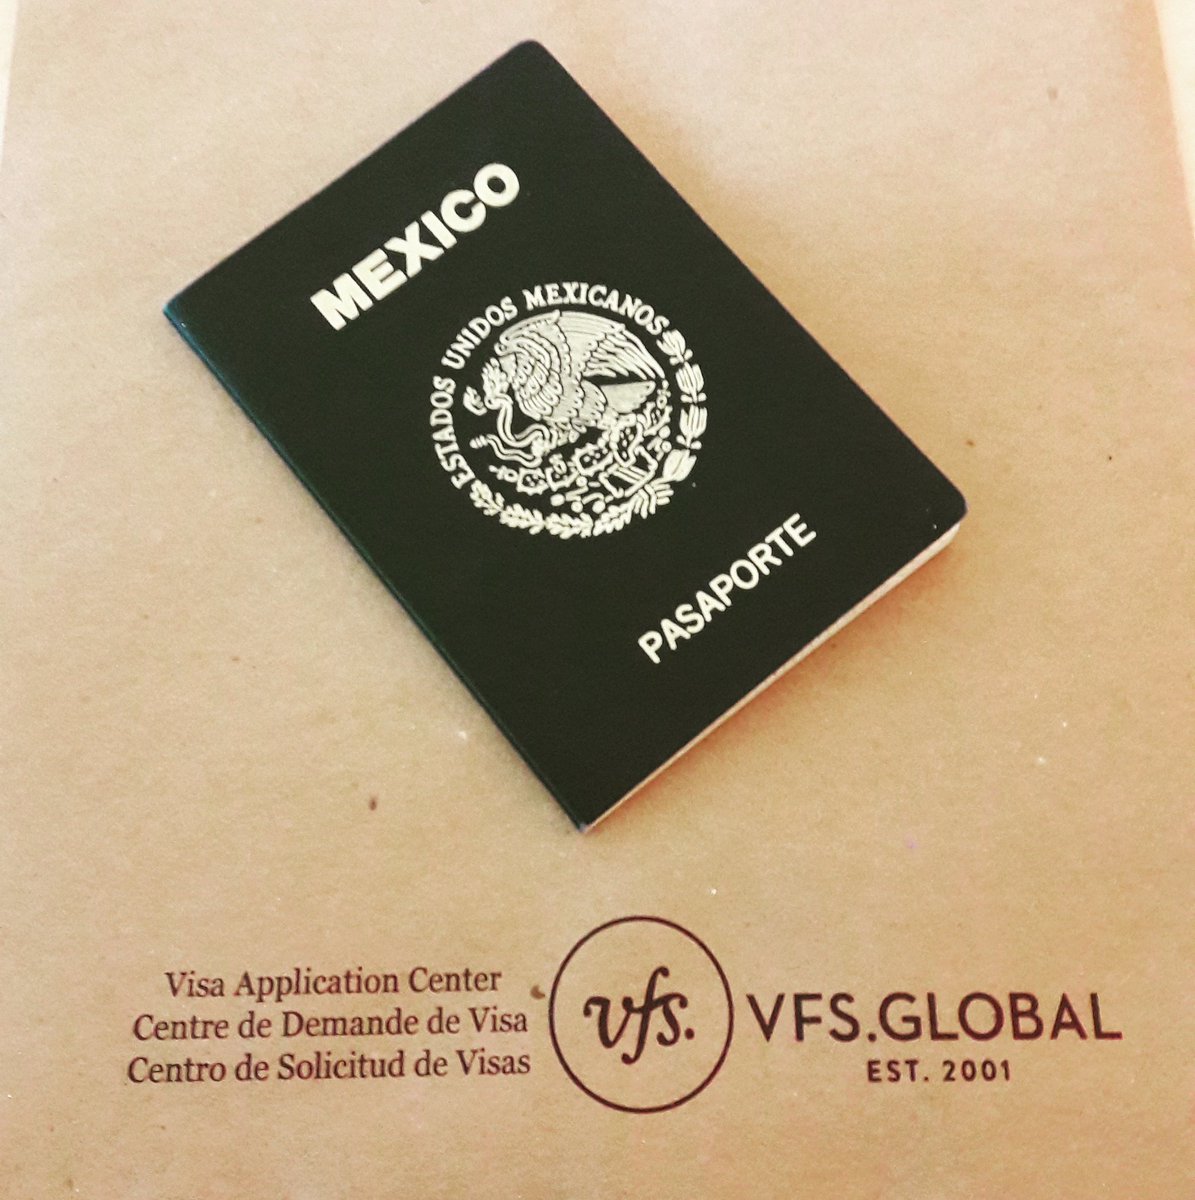 MEXICO
ESTADOS UNIDOS MEXICANOS
PASAPORTE
Visa Application Center
Centre de Demande de Visa
Centro de Solicitud de Visas
vfs.
VFS.GLOBAL
EST. 2001